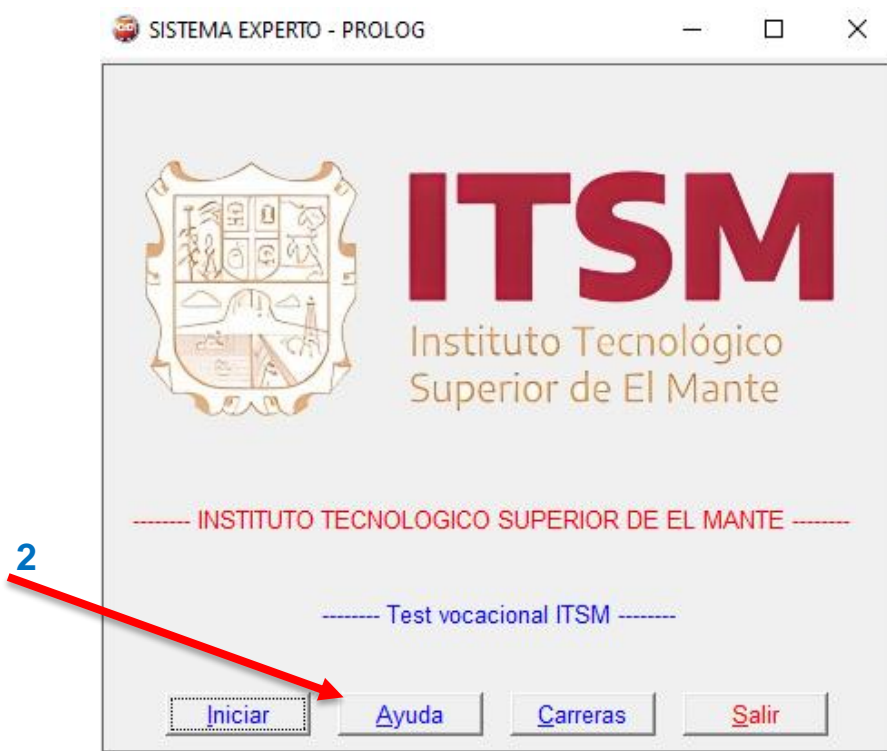 SISTEMA EXPERTO - PROLOG
ITSM
Instituto Tecnológico
Superior de El Mante
-------- INSTITUTO TECNOLOGICO SUPERIOR DE EL MANTE --------
2
-------- Test vocacional ITSM --------
Iniciar Ayuda Carreras Salir